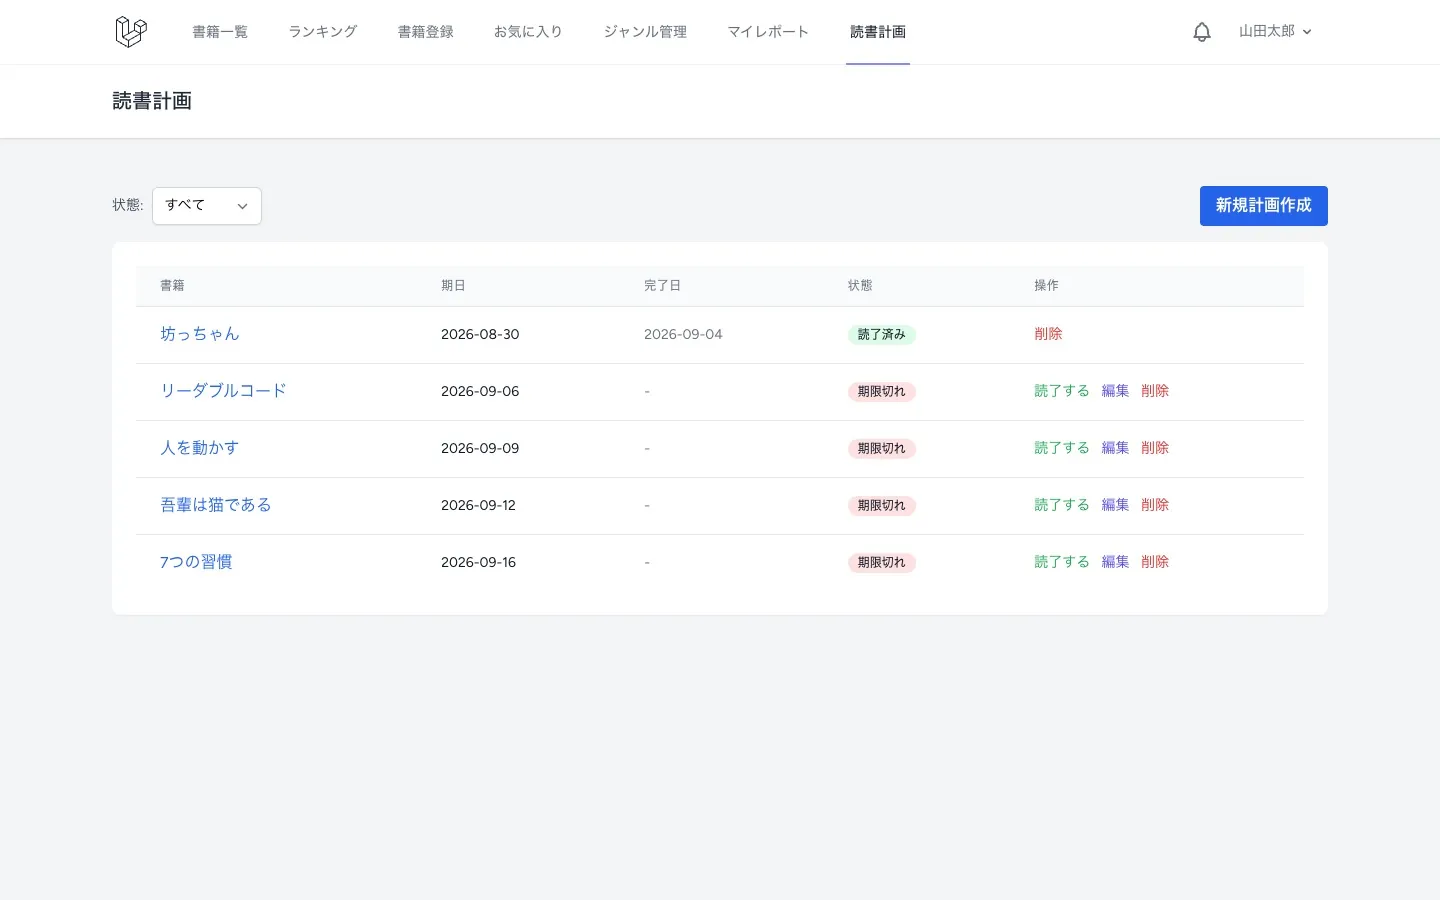 書籍一覧 ランキング 書籍登録 お気に入り ジャンル管理 マイレポート 読書計画 山田太郎
読書計画
状態: すべて 新規計画作成
書籍 期日 完了日 状態 操作
坊っちゃん 2026-08-30 2026-09-04 読了済み 削除
リーダブルコード 2026-09-06 - 期限切れ 読了する 編集 削除
人を動かす 2026-09-09 - 期限切れ 読了する 編集 削除
吾輩は猫である 2026-09-12 - 期限切れ 読了する 編集 削除
7つの習慣 2026-09-16 - 期限切れ 読了する 編集 削除